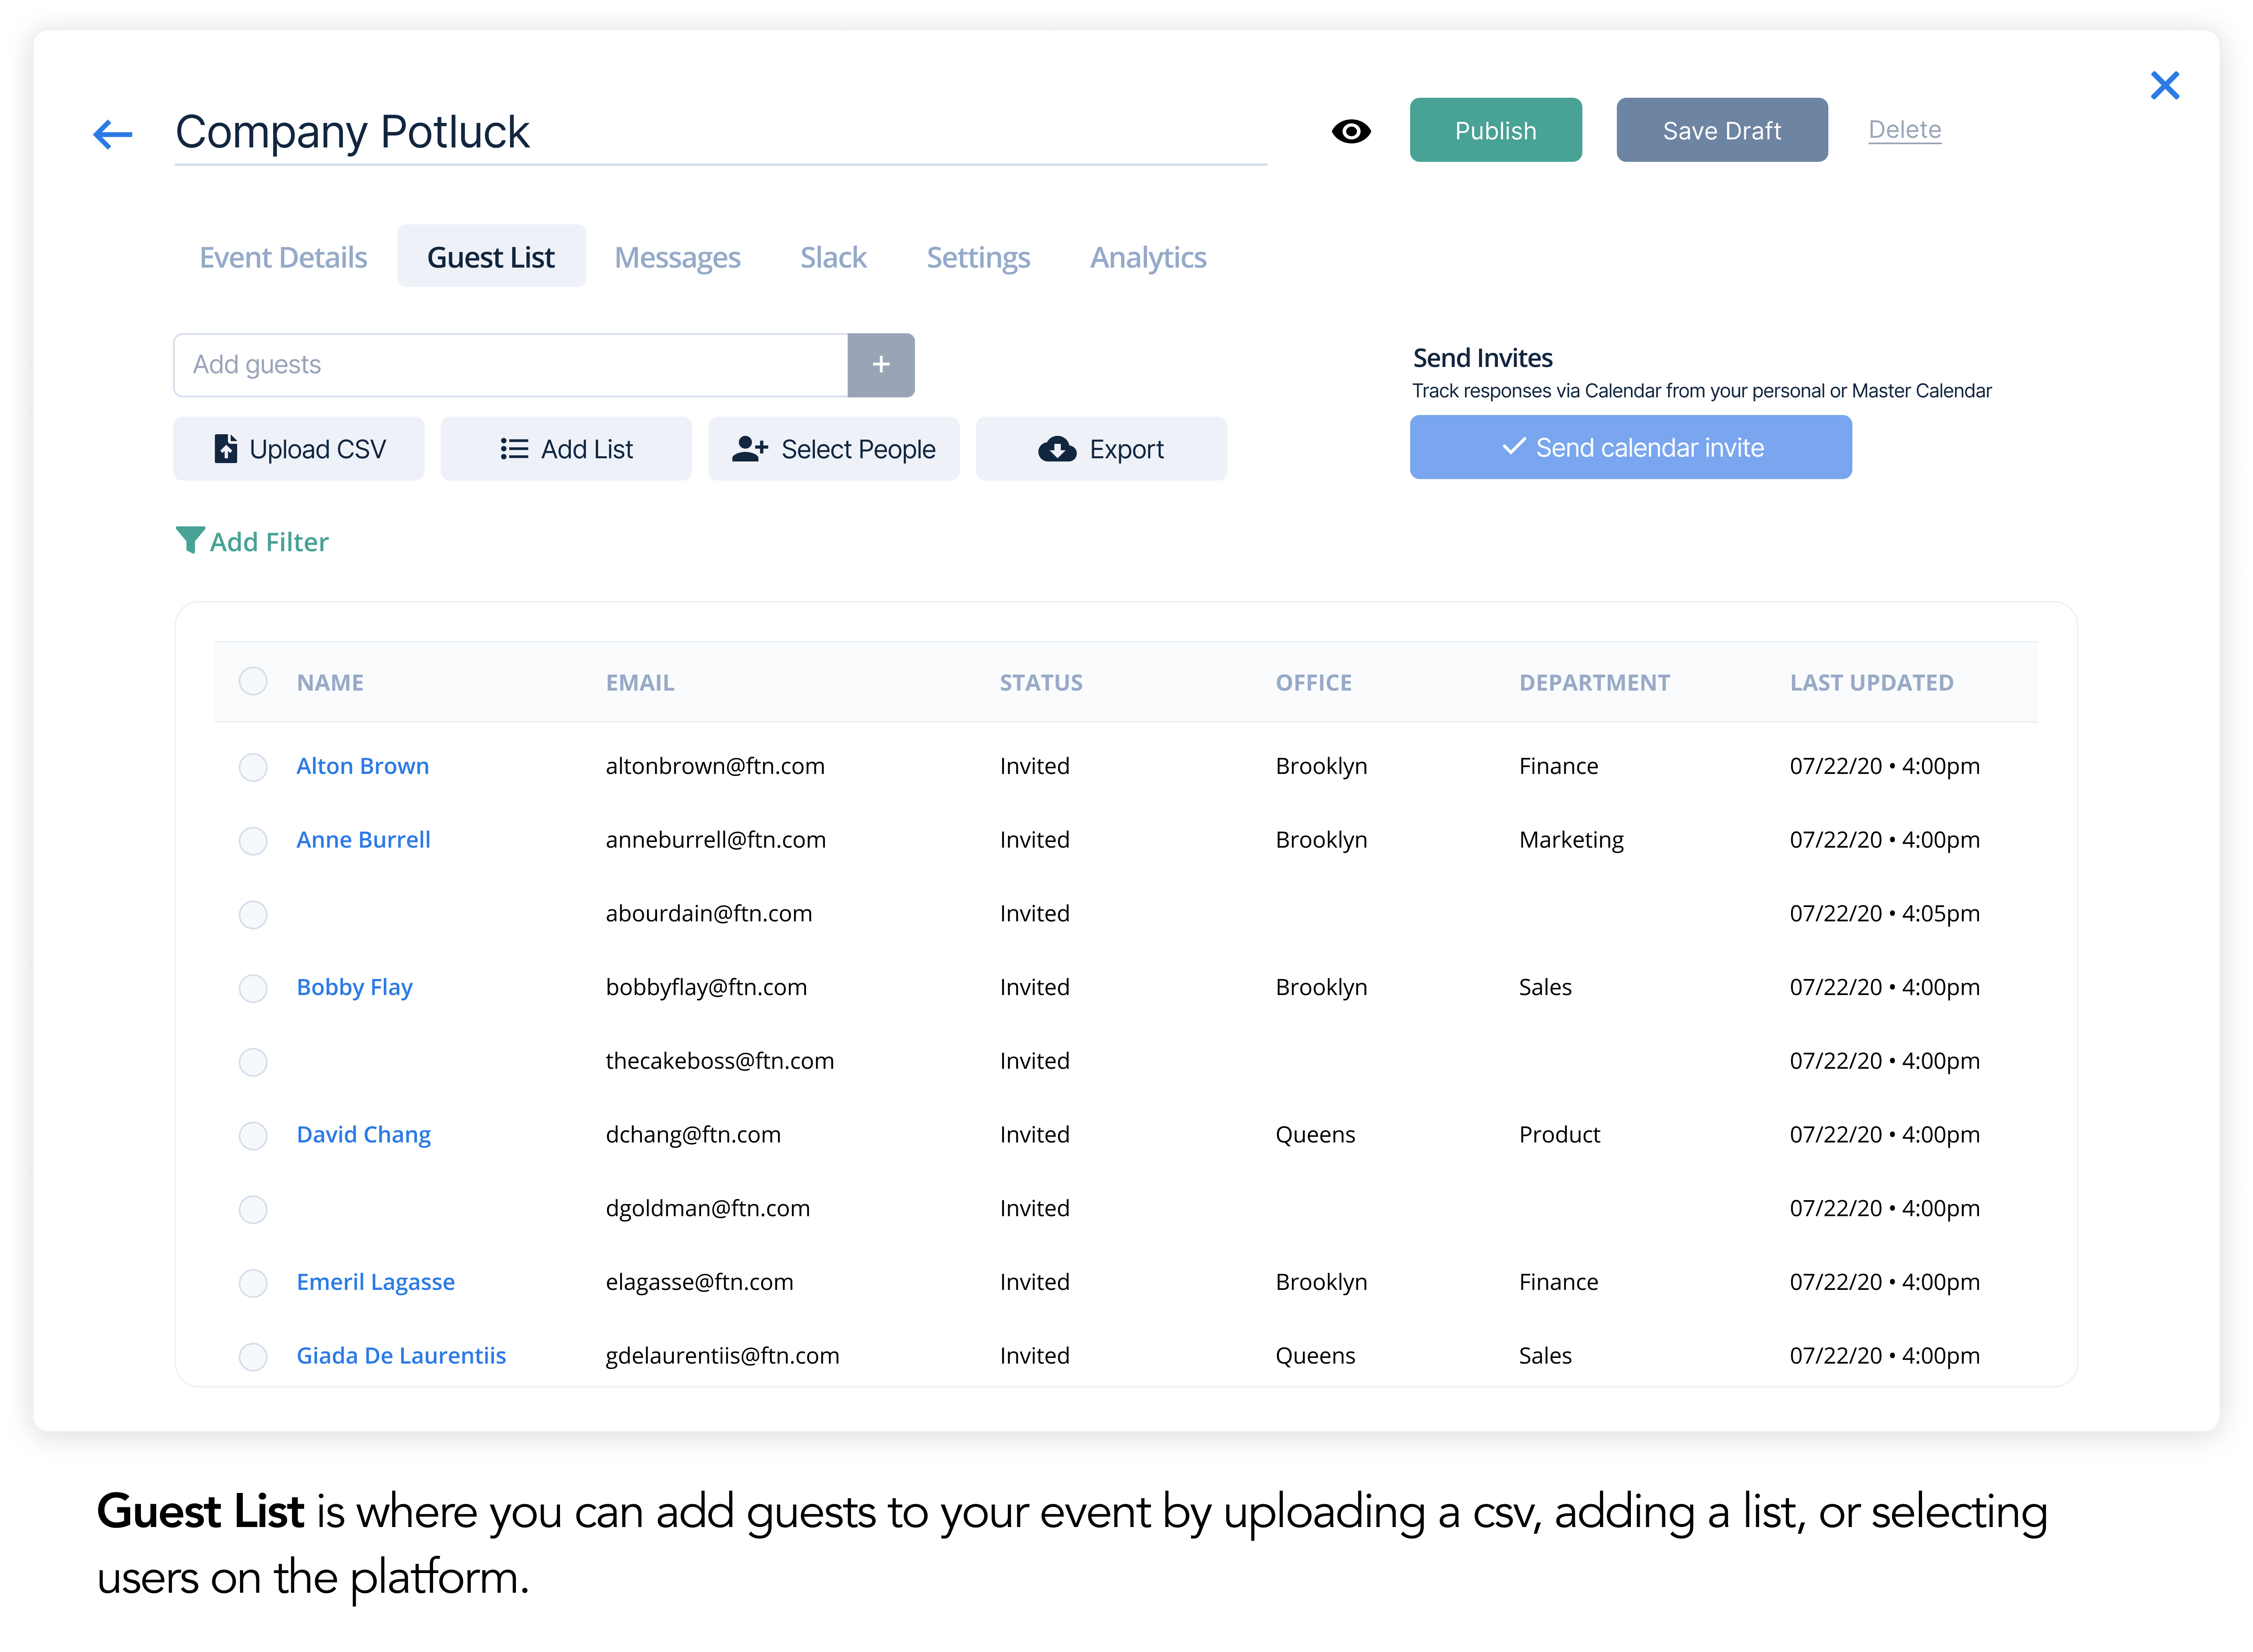 Company Potluck
Publish
Save Draft
Delete
Event Details
Guest List
Messages
Slack
Settings
Analytics
Add guests
+
Upload CSV
Add List
Select People
Export
Send Invites
Track responses via Calendar from your personal or Master Calendar
Send calendar invite
Add Filter
NAME EMAIL STATUS OFFICE DEPARTMENT LAST UPDATED
Alton Brown altonbrown@ftn.com Invited Brooklyn Finance 07/22/20 • 4:00pm
Anne Burrell anneburrell@ftn.com Invited Brooklyn Marketing 07/22/20 • 4:00pm
abourdain@ftn.com Invited 07/22/20 • 4:05pm
Bobby Flay bobbyflay@ftn.com Invited Brooklyn Sales 07/22/20 • 4:00pm
thecakeboss@ftn.com Invited 07/22/20 • 4:00pm
David Chang dchang@ftn.com Invited Queens Product 07/22/20 • 4:00pm
dgoldman@ftn.com Invited 07/22/20 • 4:00pm
Emeril Lagasse elagasse@ftn.com Invited Brooklyn Finance 07/22/20 • 4:00pm
Giada De Laurentiis gdelaurentiis@ftn.com Invited Queens Sales 07/22/20 • 4:00pm
Guest List is where you can add guests to your event by uploading a csv, adding a list, or selecting
users on the platform.